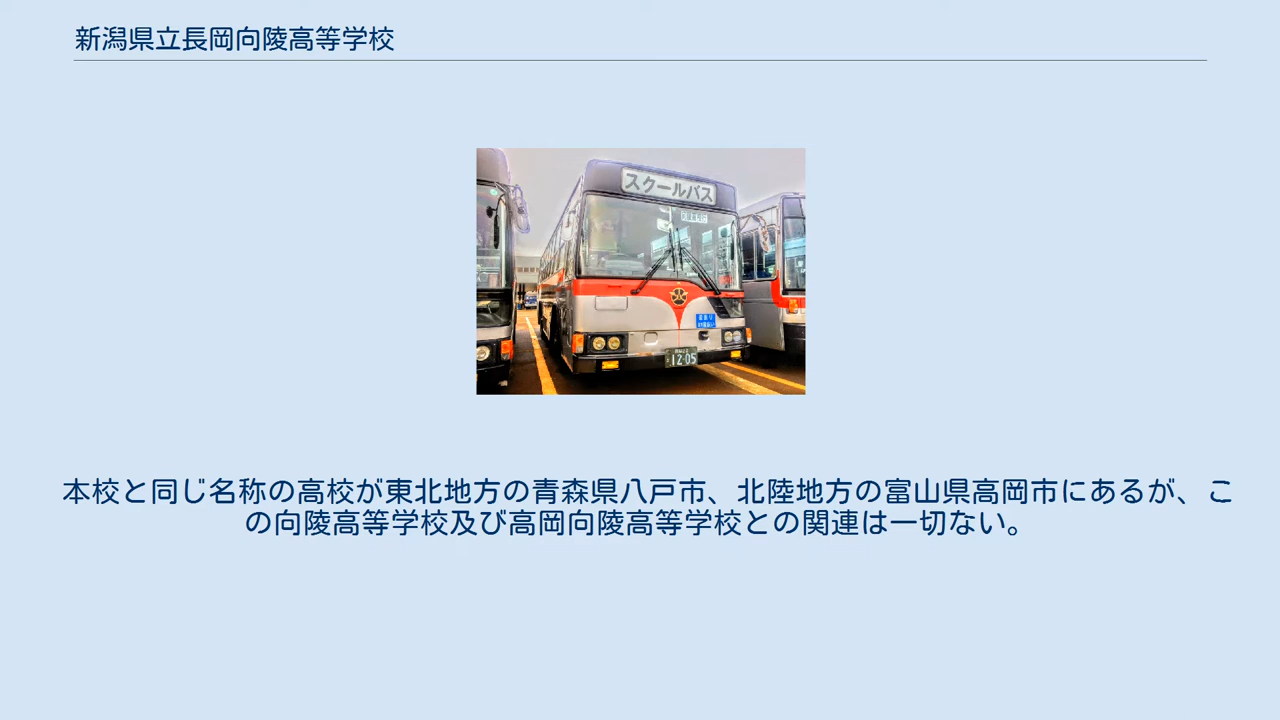 新潟県立長岡向陵高等学校
スクールバス
12-05
本校と同じ名称の高校が東北地方の青森県八戸市、北陸地方の富山県高岡市にあるが、こ
の向陵高等学校及び高岡向陵高等学校との関連は一切ない。